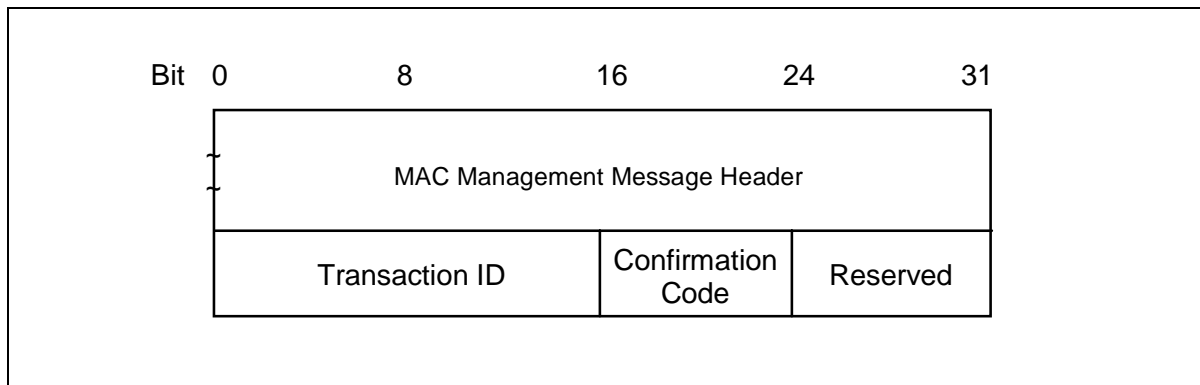 Bit 0 8 16 24 31
~
~
MAC Management Message Header
Transaction ID Confirmation Code Reserved